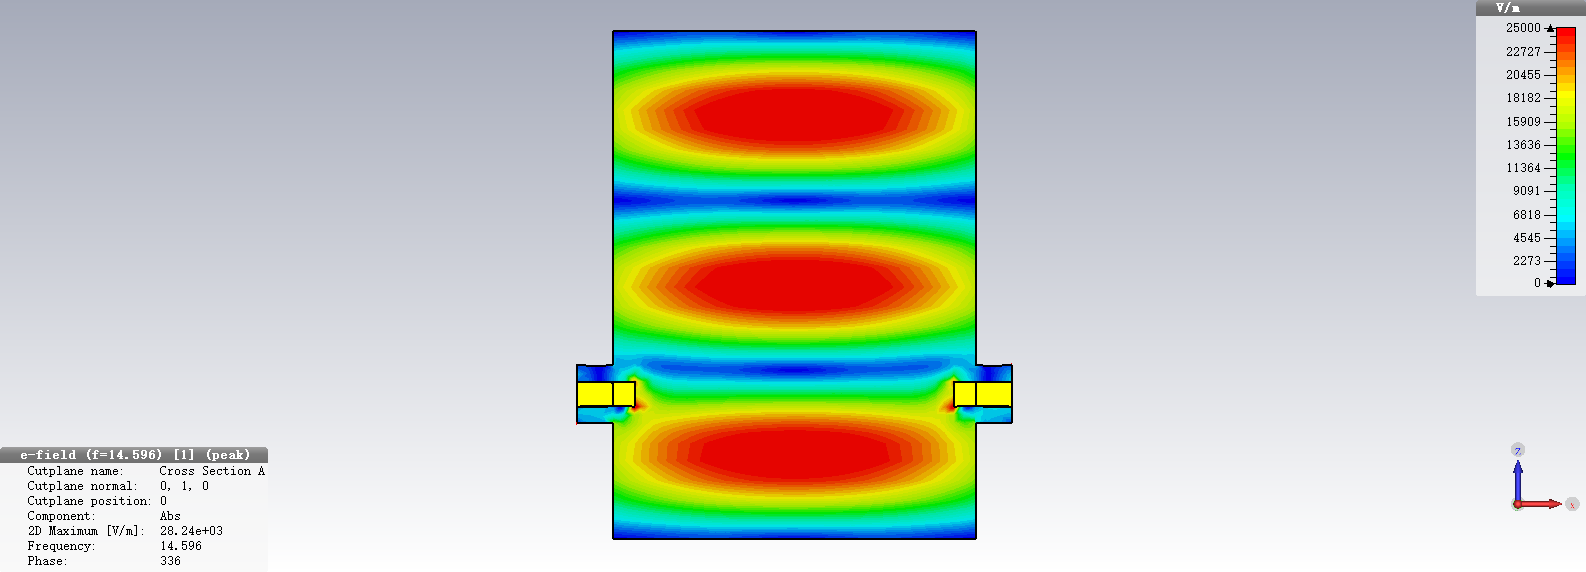 V/m
25000
22727
20455
18182
15909
13636
11364
9091
6818
4545
2273
0
e-field (f=14.596) [1] (peak)
Cutplane name: Cross Section A
Cutplane normal: 0, 1, 0
Cutplane position: 0
Component: Abs
2D Maximum [V/m]: 28.24e+03
Frequency: 14.596
Phase: 336
z
x